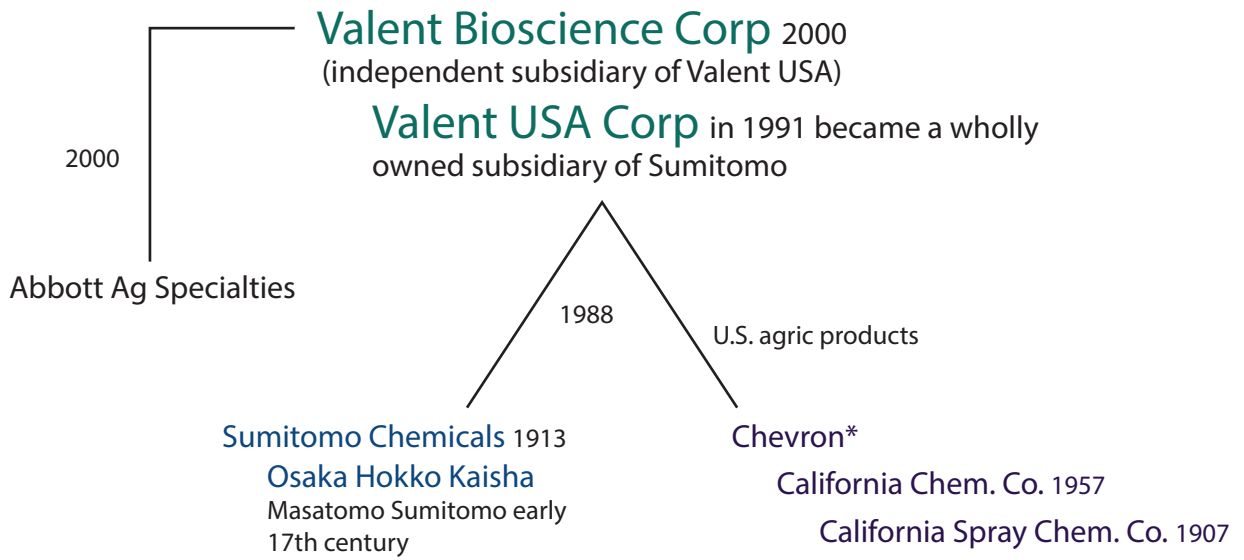 Valent Bioscience Corp 2000
(independent subsidiary of Valent USA)
Valent USA Corp in 1991 became a wholly
owned subsidiary of Sumitomo
2000
Abbott Ag Specialties
1988
U.S. agric products
Sumitomo Chemicals 1913
Osaka Hokko Kaisha
Masatomo Sumitomo early
17th century
Chevron*
California Chem. Co. 1957
California Spray Chem. Co. 1907